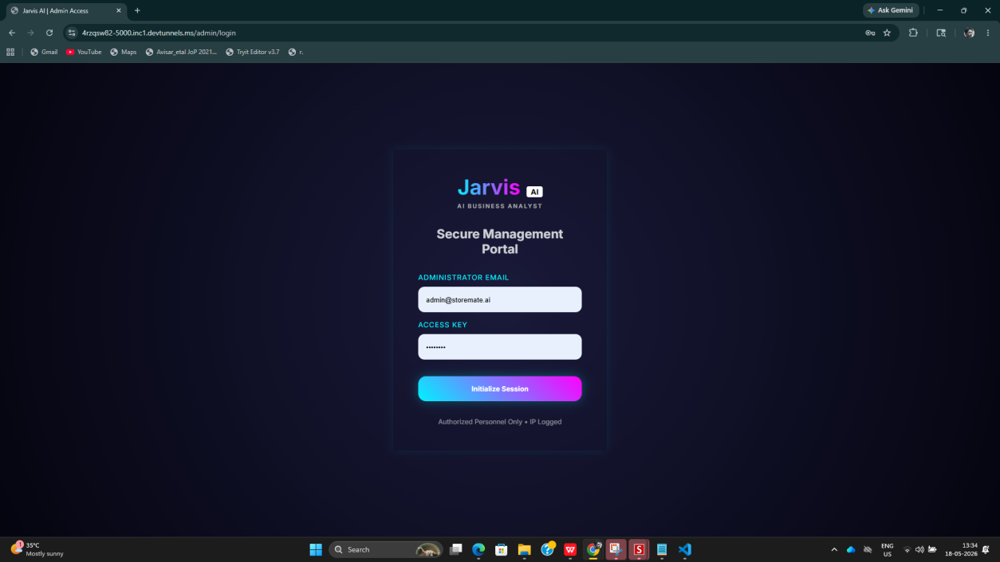 Jarvis AI | Admin Access
Ask Gemini
4rzqsw82-5000.inc1.devtunnels.ms/admin/login
Gmail
YouTube
Maps
Avisar_etal JoP 2021...
Tryit Editor v3.7
r.
Jarvis AI
AI BUSINESS ANALYST
Secure Management
Portal
ADMINISTRATOR EMAIL
admin@storemate.ai
ACCESS KEY
••••••••
Initialize Session
Authorized Personnel Only • IP Logged
1
35°C
Mostly sunny
Search
W
S
ENG
US
13:34
18-05-2026